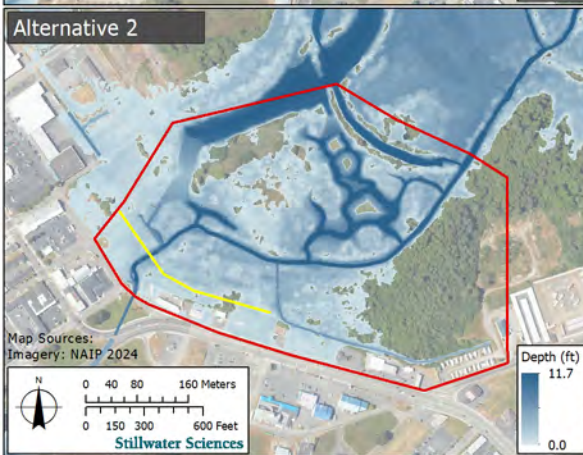 Alternative 2
Map Sources:
Imagery: NAIP 2024
N
0 40 80 160 Meters
0 150 300 600 Feet
Stillwater Sciences
Depth (ft)
11.7
0.0